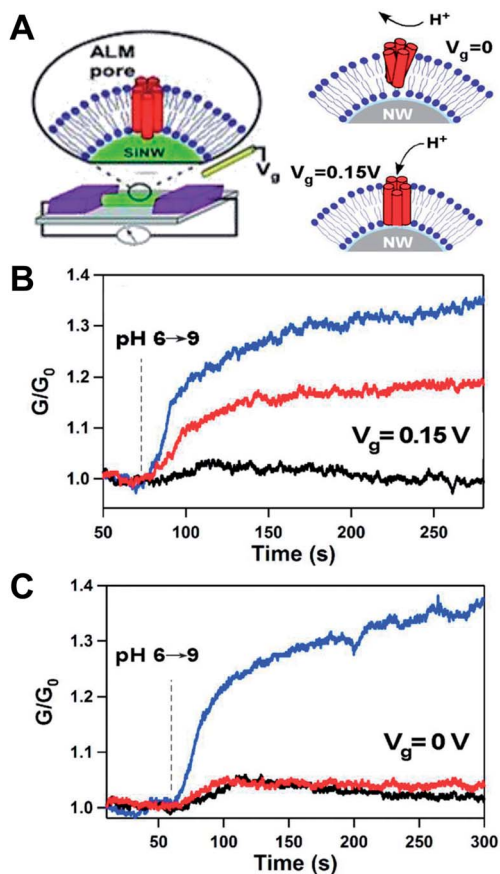 A
ALM
pore
SiNW
Vg
H+
Vg=0
NW
Vg=0.15V
H+
NW
B
1.4
1.3
1.2
1.1
1.0
G/G0
pH 6→9
Vg= 0.15 V
50 100 150 200 250
Time (s)
C
1.4
1.3
1.2
1.1
1.0
G/G0
pH 6→9
Vg= 0 V
50 100 150 200 250 300
Time (s)